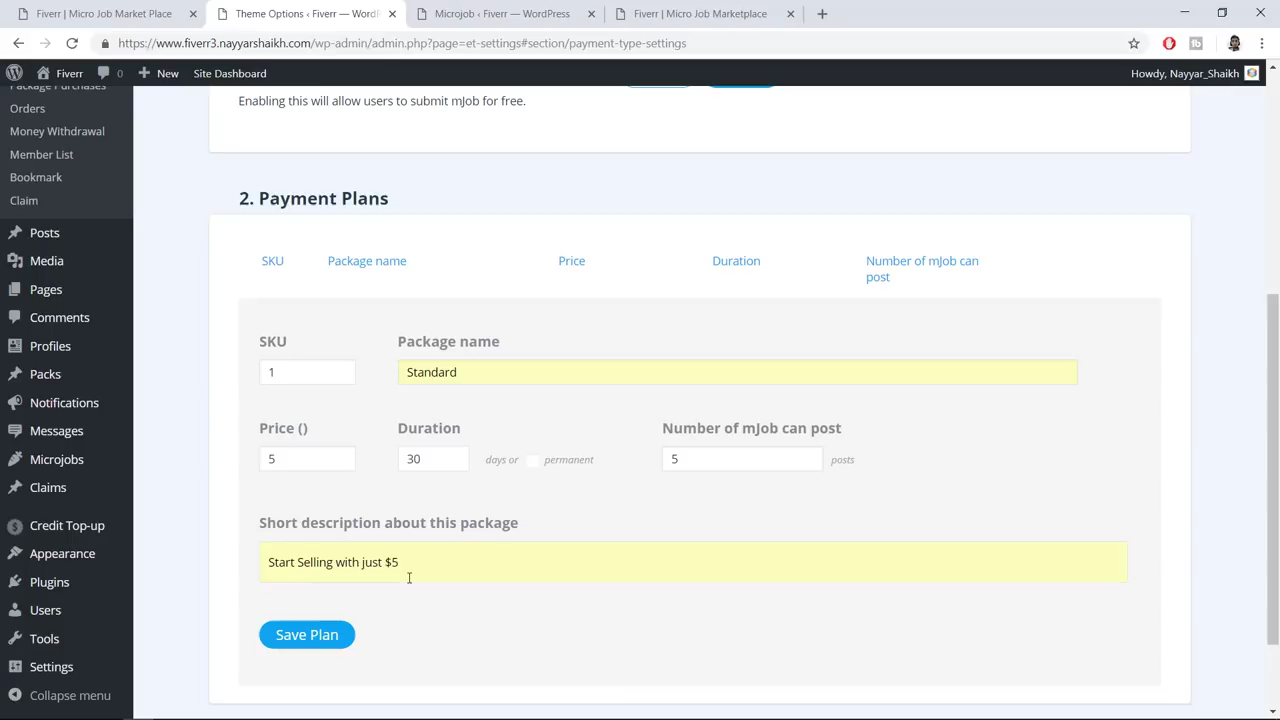 Fiverr | Micro Job Market Place
Theme Options ‹ Fiverr — WordPr
Microjob ‹ Fiverr — WordPress
Fiverr | Micro Job Marketplace
https://www.fiverr3.nayyarshaikh.com/wp-admin/admin.php?page=et-settings#section/payment-type-settings
Fiverr
0
New
Site Dashboard
Howdy, Nayyar_Shaikh
Package Purchases
Orders
Money Withdrawal
Member List
Bookmark
Claim
Posts
Media
Pages
Comments
Profiles
Packs
Notifications
Messages
Microjobs
Claims
Credit Top-up
Appearance
Plugins
Users
Tools
Settings
Collapse menu
Enabling this will allow users to submit mJob for free.
2. Payment Plans
SKU Package name Price Duration Number of mJob can
post
SKU Package name
1 Standard
Price () Duration Number of mJob can post
5 30 days or permanent 5 posts
Short description about this package
Start Selling with just $5
Save Plan